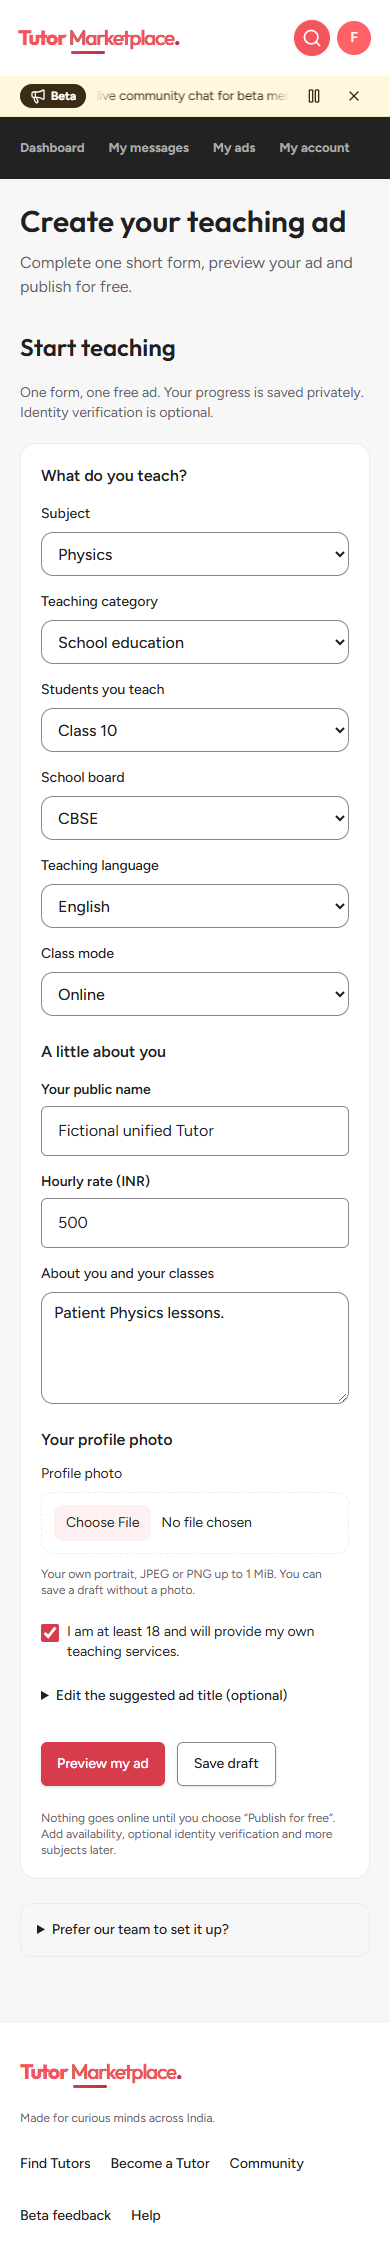 Tutor Marketplace.
F
Beta
live community chat for beta
Dashboard My messages My ads My account
Create your teaching ad
Complete one short form, preview your ad and
publish for free.
Start teaching
One form, one free ad. Your progress is saved privately.
Identity verification is optional.
What do you teach?
Subject
Physics
Teaching category
School education
Students you teach
Class 10
School board
CBSE
Teaching language
English
Class mode
Online
A little about you
Your public name
Fictional unified Tutor
Hourly rate (INR)
500
About you and your classes
Patient Physics lessons.
Your profile photo
Profile photo
Choose File No file chosen
Your own portrait, JPEG or PNG up to 1 MiB. You can
save a draft without a photo.
I am at least 18 and will provide my own
teaching services.
Edit the suggested ad title (optional)
Preview my ad Save draft
Nothing goes online until you choose “Publish for free”.
Add availability, optional identity verification and more
subjects later.
Prefer our team to set it up?
Tutor Marketplace.
Made for curious minds across India.
Find Tutors Become a Tutor Community
Beta feedback Help